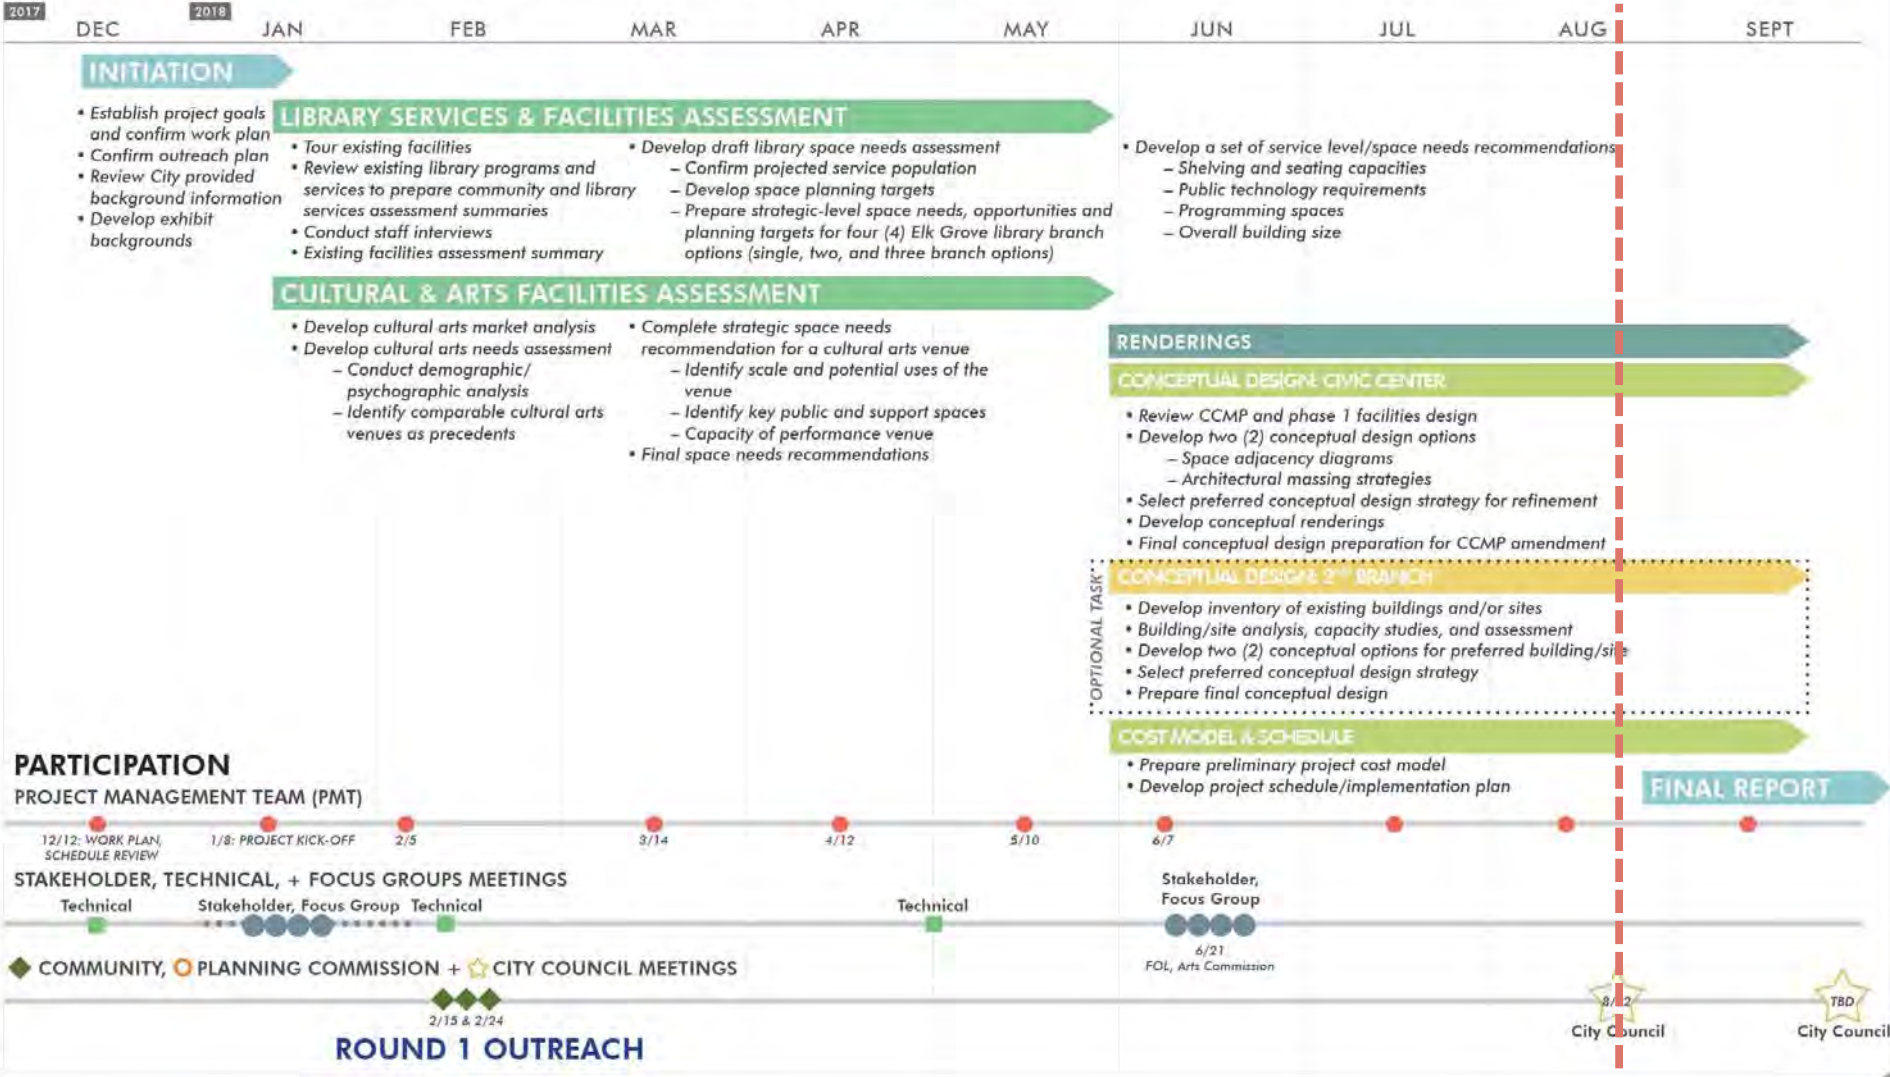 2017
2018
DEC JAN FEB MAR APR MAY JUN JUL AUG SEPT
INITIATION
• Establish project goals
and confirm work plan
• Confirm outreach plan
• Review City provided
background information
• Develop exhibit
backgrounds
LIBRARY SERVICES & FACILITIES ASSESSMENT
• Tour existing facilities
• Review existing library programs and
services to prepare community and library
services assessment summaries
• Conduct staff interviews
• Existing facilities assessment summary
• Develop draft library space needs assessment
– Confirm projected service population
– Develop space planning targets
– Prepare strategic-level space needs, opportunities and
planning targets for four (4) Elk Grove library branch
options (single, two, and three branch options)
• Develop a set of service level/space needs recommendations
– Shelving and seating capacities
– Public technology requirements
– Programming spaces
– Overall building size
CULTURAL & ARTS FACILITIES ASSESSMENT
• Develop cultural arts market analysis
• Develop cultural arts needs assessment
– Conduct demographic/
psychographic analysis
– Identify comparable cultural arts
venues as precedents
• Complete strategic space needs
recommendation for a cultural arts venue
– Identify scale and potential uses of the
venue
– Identify key public and support spaces
– Capacity of performance venue
• Final space needs recommendations
RENDERINGS
CONCEPTUAL DESIGN: CIVIC CENTER
• Review CCMP and phase 1 facilities design
• Develop two (2) conceptual design options
– Space adjacency diagrams
– Architectural massing strategies
• Select preferred conceptual design strategy for refinement
• Develop conceptual renderings
• Final conceptual design preparation for CCMP amendment
OPTIONAL TASK
CONCEPTUAL DESIGN: 2ND BRANCH
• Develop inventory of existing buildings and/or sites
• Building/site analysis, capacity studies, and assessment
• Develop two (2) conceptual options for preferred building/site
• Select preferred conceptual design strategy
• Prepare final conceptual design
COST MODEL & SCHEDULE
• Prepare preliminary project cost model
• Develop project schedule/implementation plan
FINAL REPORT
PARTICIPATION
PROJECT MANAGEMENT TEAM (PMT)
12/12: WORK PLAN,
SCHEDULE REVIEW
1/8: PROJECT KICK-OFF
2/5
3/14
4/12
5/10
6/7
STAKEHOLDER, TECHNICAL, + FOCUS GROUPS MEETINGS
Technical
Stakeholder, Focus Group
Technical
Technical
Stakeholder,
Focus Group
6/21
FOL, Arts Commission
COMMUNITY, PLANNING COMMISSION + CITY COUNCIL MEETINGS
2/15 & 2/24
ROUND 1 OUTREACH
City Council
TBD
City Council